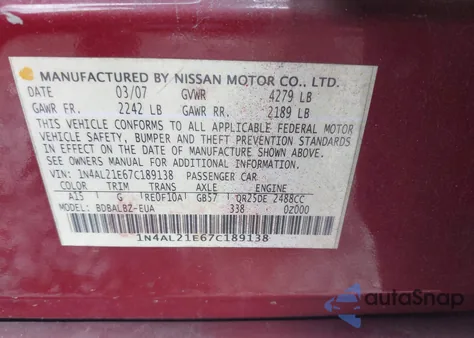 MANUFACTURED BY NISSAN MOTOR CO., LTD.
DATE 03/07 GVWR 4279 LB
GAWR FR. 2242 LB GAWR RR. 2189 LB
THIS VEHICLE CONFORMS TO ALL APPLICABLE FEDERAL MOTOR
VEHICLE SAFETY, BUMPER AND THEFT PREVENTION STANDARDS
IN EFFECT ON THE DATE OF MANUFACTURE SHOWN ABOVE.
SEE OWNERS MANUAL FOR ADDITIONAL INFORMATION.
VIN: 1N4AL21E67C189138 PASSENGER CAR
COLOR TRIM TRANS AXLE ENGINE
A15 G RE0F10A GB57 QR25DE 2488CC
MODEL: BDBALBZ-EUA 338 0Z000
1N4AL21E67C189138
autoSnap